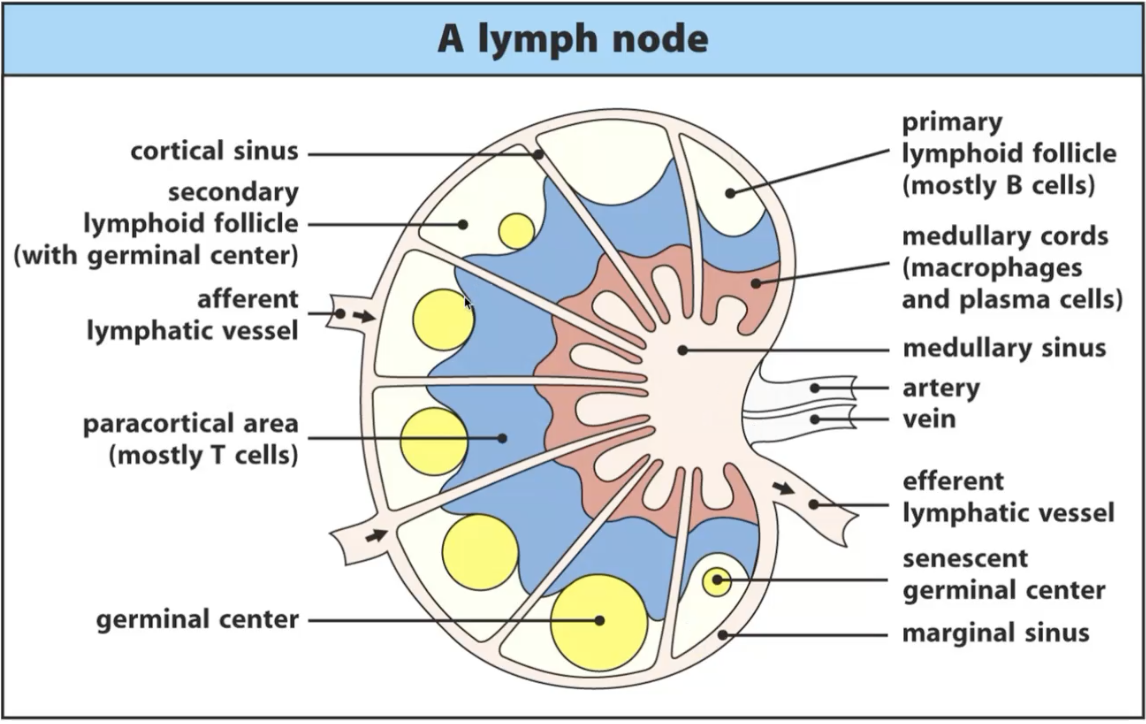 A lymph node
cortical sinus
secondary
lymphoid follicle
(with germinal center)
afferent
lymphatic vessel
paracortical area
(mostly T cells)
germinal center
primary
lymphoid follicle
(mostly B cells)
medullary cords
(macrophages
and plasma cells)
medullary sinus
artery
vein
efferent
lymphatic vessel
senescent
germinal center
marginal sinus